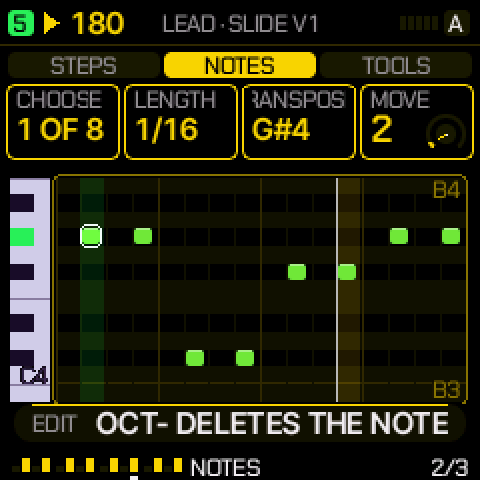 5 180 LEAD · SLIDE V1 A
STEPS NOTES TOOLS
CHOOSE LENGTH RANSPOS MOVE
1 OF 8 1/16 G#4 2
B4
C4
B3
EDIT OCT- DELETES THE NOTE
NOTES 2/3